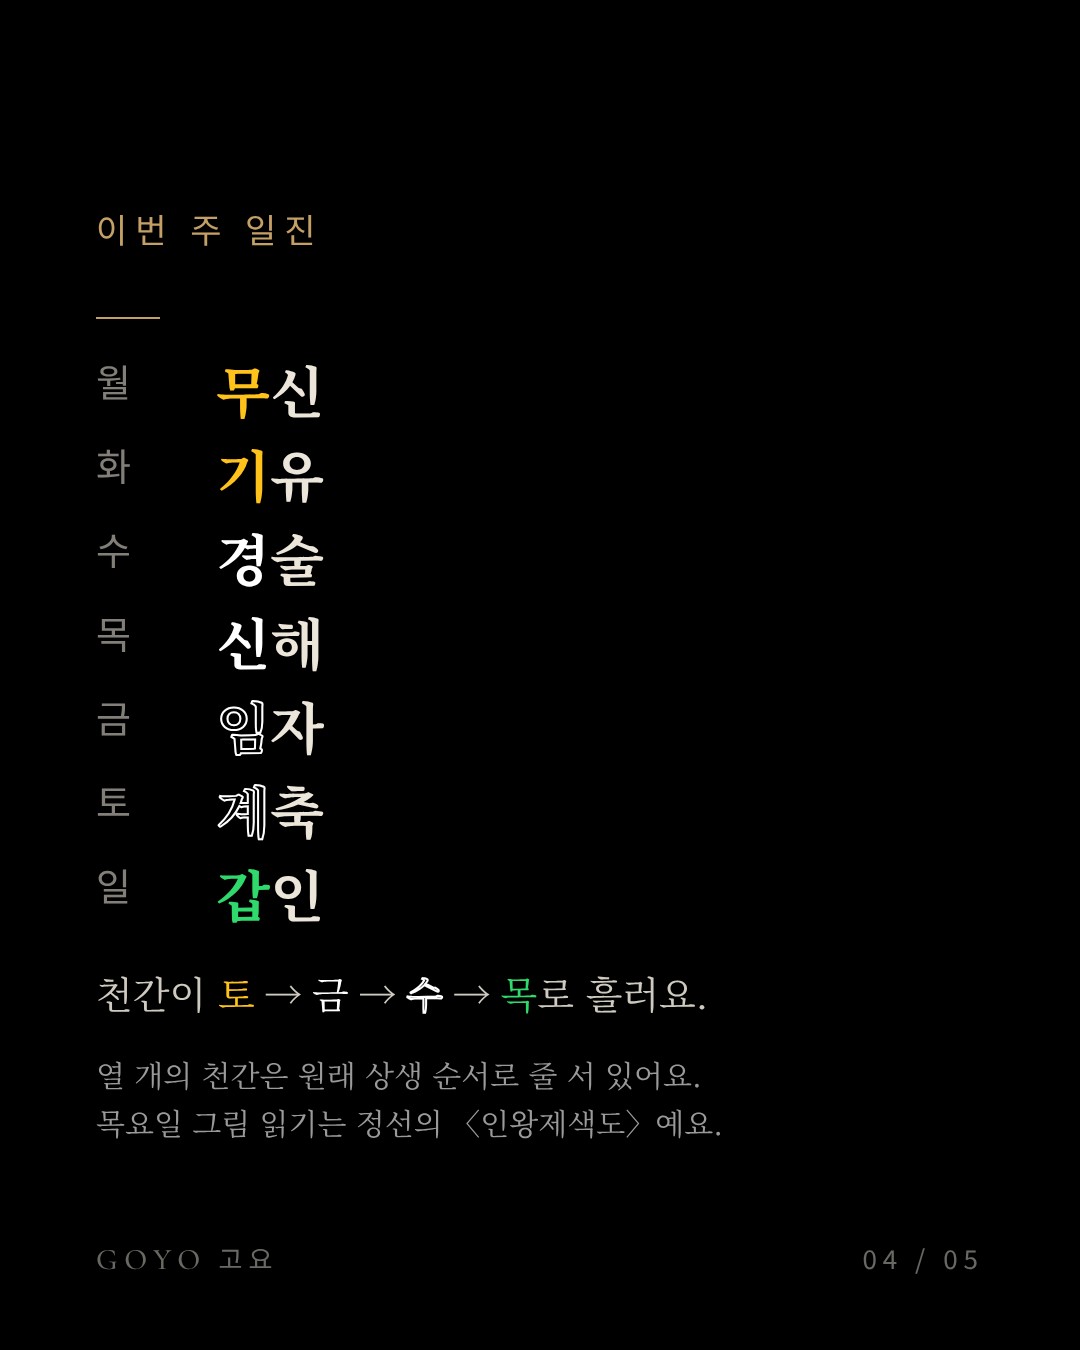 이번 주 일진
월 무신
화 기유
수 경술
목 신해
금 임자
토 계축
일 갑인
천간이 토 → 금 → 수 → 목로 흘러요.
열 개의 천간은 원래 상생 순서로 줄 서 있어요.
목요일 그림 읽기는 정선의 〈인왕제색도〉예요.
GOYO 고요
04 / 05